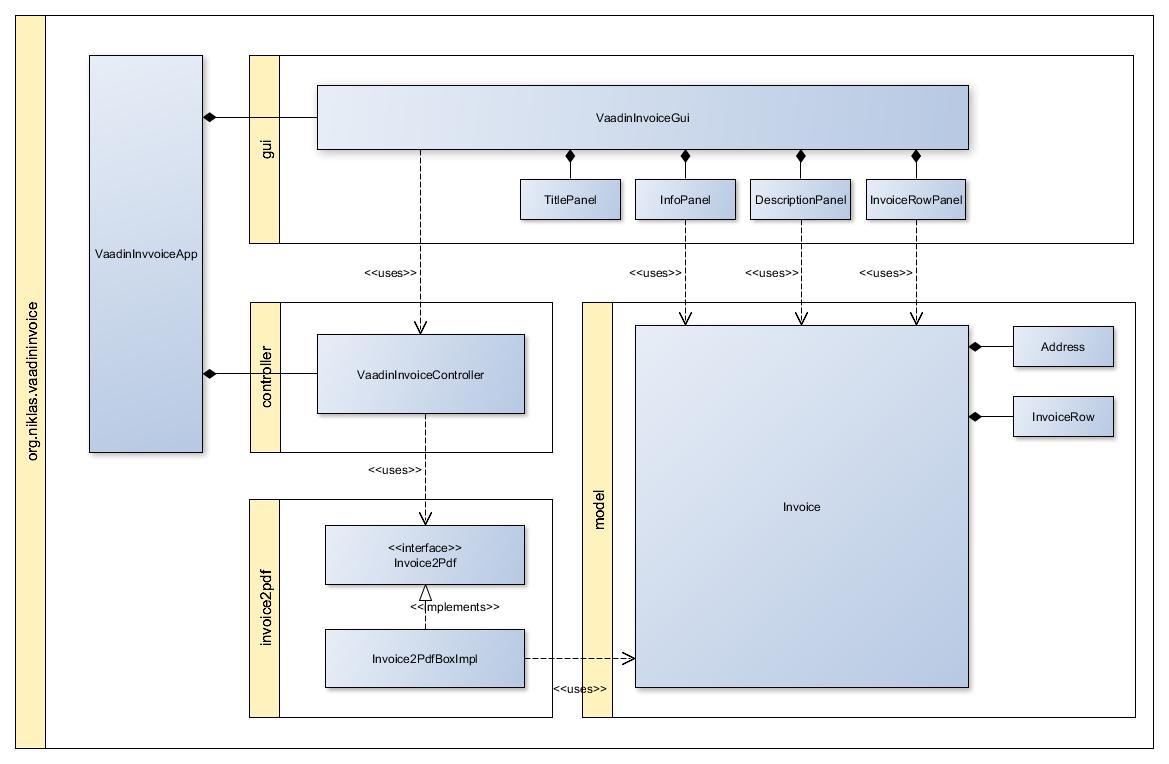 org.niklas.vaadininvoice
VaadinInvvoiceApp
gui
VaadinInvoiceGui
TitlePanel
InfoPanel
DescriptionPanel
InvoiceRowPanel
<<uses>>
<<uses>>
<<uses>>
<<uses>>
controller
VaadinInvoiceController
<<uses>>
invoice2pdf
<<interface>>
Invoice2Pdf
<<implements>>
Invoice2PdfBoxImpl
<<uses>>
model
Invoice
Address
InvoiceRow